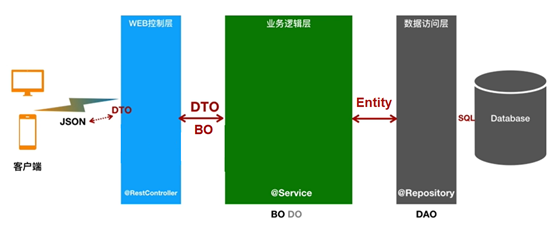 WEB控制层
业务逻辑层
数据访问层
JSON
DTO
DTO
BO
Entity
SQL
Database
客户端
@RestController
@Service
@Repository
BO DO
DAO